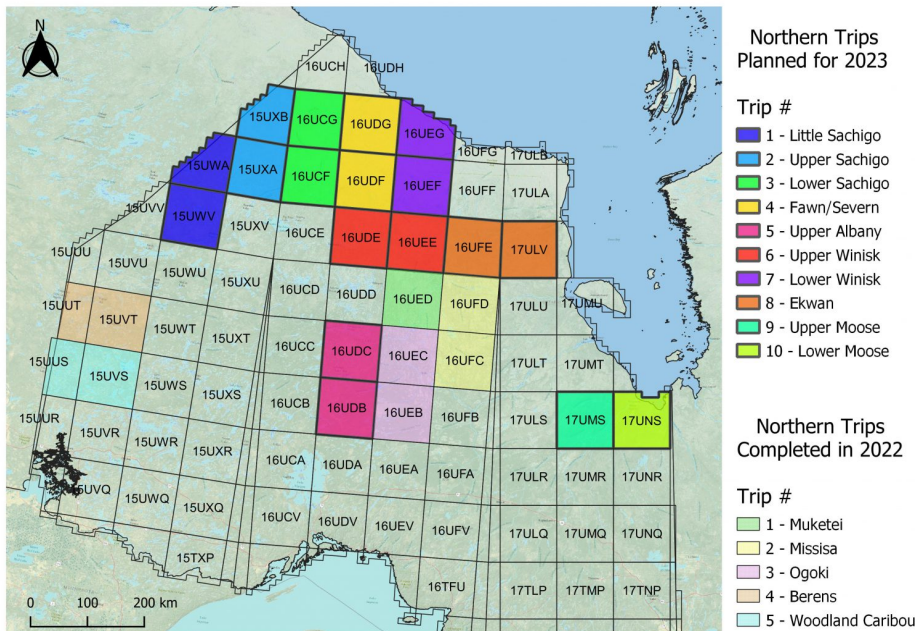 N
16UCH
16UDH
15UXB 16UCG 16UDG 16UEG
16UFG 17ULB
15UWA 15UXA 16UCF 16UDF 16UEF 16UFF 17ULA
15UVV 15UWV 15UXV 16UCE 16UDE 16UEE 16UFE 17ULV
15UUU 15UVU 15UWU 15UXU 16UCD 16UDD 16UED 16UFD 17ULU 17UMU
15UUT 15UVT 15UWT 15UXT 16UCC 16UDC 16UEC 16UFC 17ULT 17UMT
15UUS 15UVS 15UWS 15UXS 16UCB 16UDB 16UEB 16UFB 17ULS 17UMS 17UNS
15UUR 15UVR 15UWR 15UXR 16UCA 16UDA 16UEA 16UFA 17ULR 17UMR 17UNR
15UVQ 15UWQ 15UXQ 16UCV 16UDV 16UEV 16UFV 17ULQ 17UMQ 17UNQ
15TXP 16TFU 17TLP 17TMP 17TNP
0 100 200 km
Northern Trips
Planned for 2023
Trip #
1 - Little Sachigo
2 - Upper Sachigo
3 - Lower Sachigo
4 - Fawn/Severn
5 - Upper Albany
6 - Upper Winisk
7 - Lower Winisk
8 - Ekwan
9 - Upper Moose
10 - Lower Moose
Northern Trips
Completed in 2022
Trip #
1 - Muketei
2 - Missisa
3 - Ogoki
4 - Berens
5 - Woodland Caribou